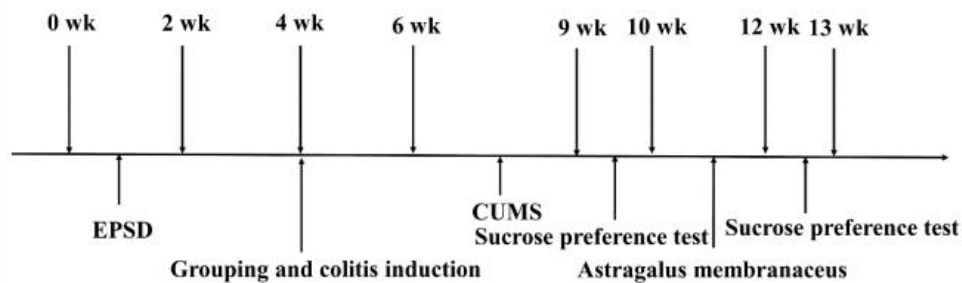 0 wk 2 wk 4 wk 6 wk 9 wk 10 wk 12 wk 13 wk
EPSD
CUMS
Sucrose preference test
Sucrose preference test
Grouping and colitis induction
Astragalus membranaceus